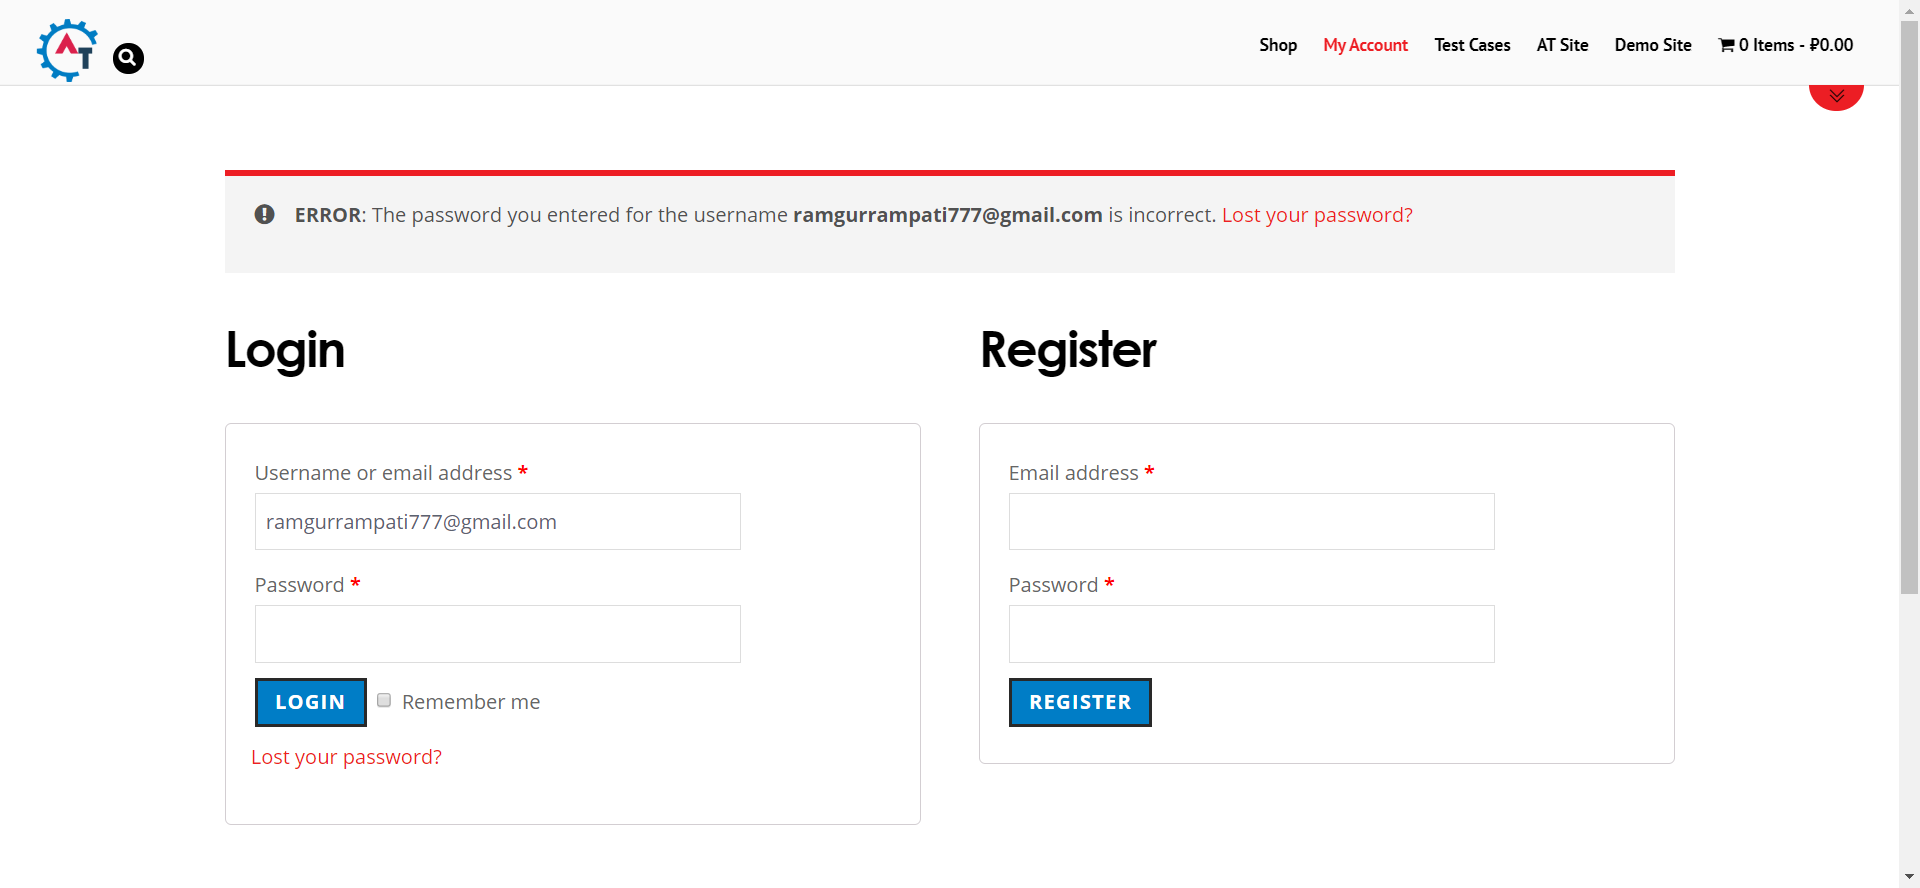 AT
Shop My Account Test Cases AT Site Demo Site 0 Items - ₽0.00
ERROR: The password you entered for the username ramgurrampati777@gmail.com is incorrect. Lost your password?
Login
Username or email address *
ramgurrampati777@gmail.com
Password *
LOGIN Remember me
Lost your password?
Register
Email address *
Password *
REGISTER